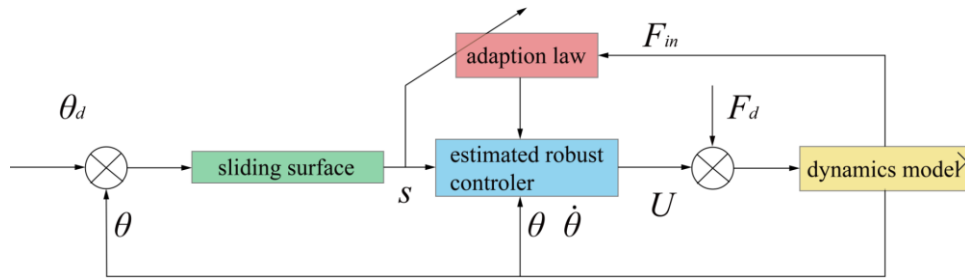 F_in
adaption law
θ_d
F_d
sliding surface
estimated robust
controler
dynamics model
s
U
θ
θ θ̇